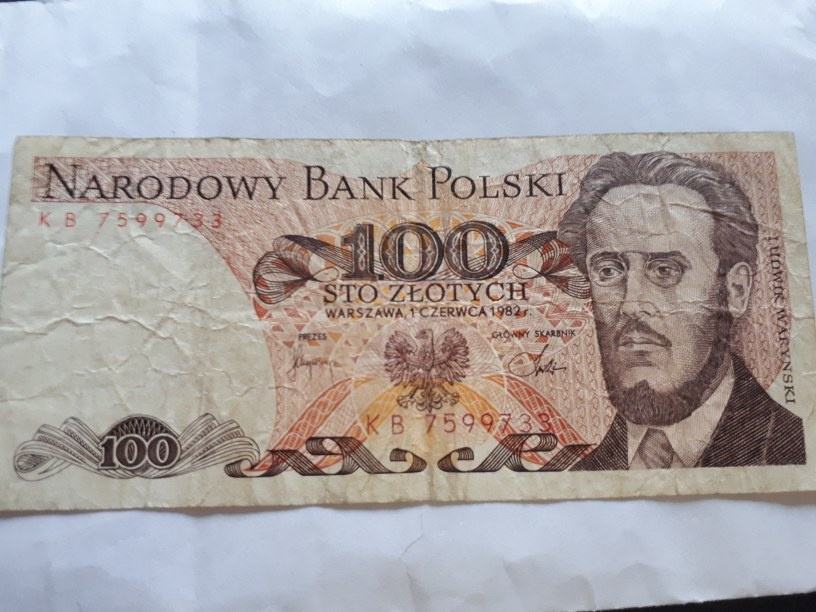 NARODOWY BANK POLSKI
KB 7599733
100
STO ZŁOTYCH
WARSZAWA, 1 CZERWCA 1982 r.
PREZES
GŁÓWNY SKARBNIK
KB 7599733
100
LUDWIK WARYŃSKI